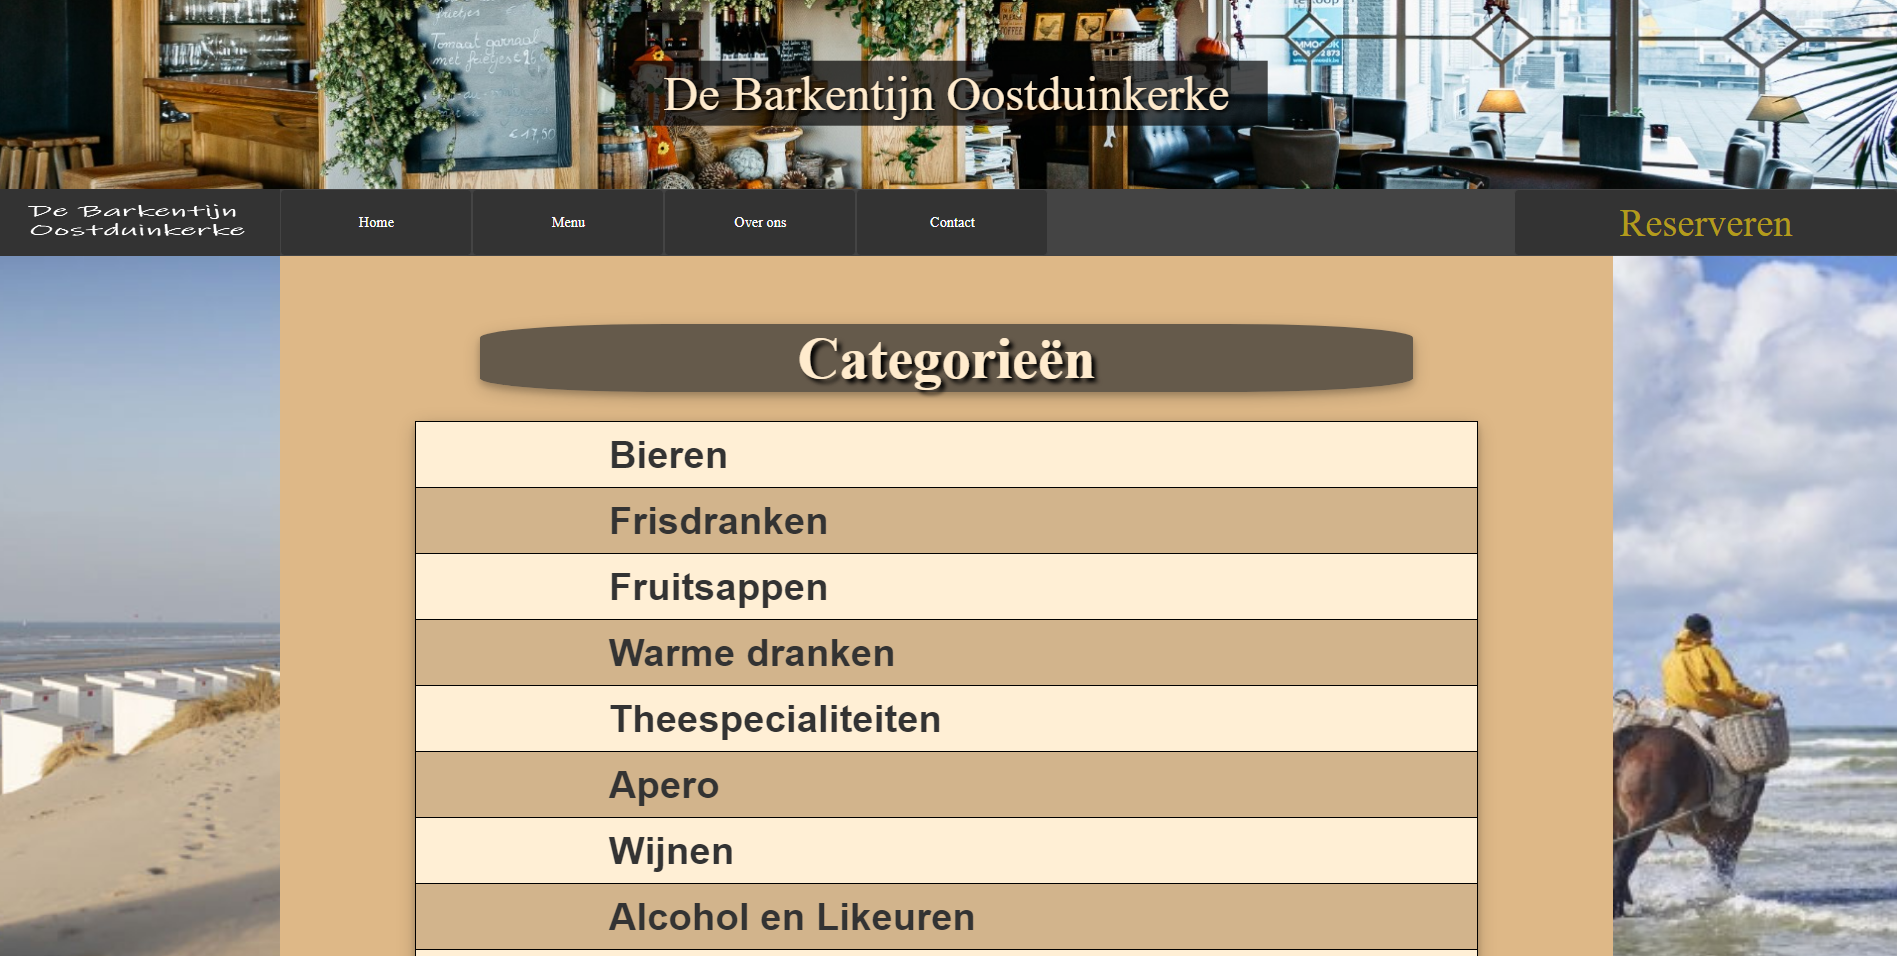 frietjes
Tomaat garnaal
met frietjes
€17,50
De Barkentijn Oostduinkerke
De Barkentijn
Oostduinkerke
Home
Menu
Over ons
Contact
Reserveren
Categorieën
Bieren
Frisdranken
Fruitsappen
Warme dranken
Theespecialiteiten
Apero
Wijnen
Alcohol en Likeuren